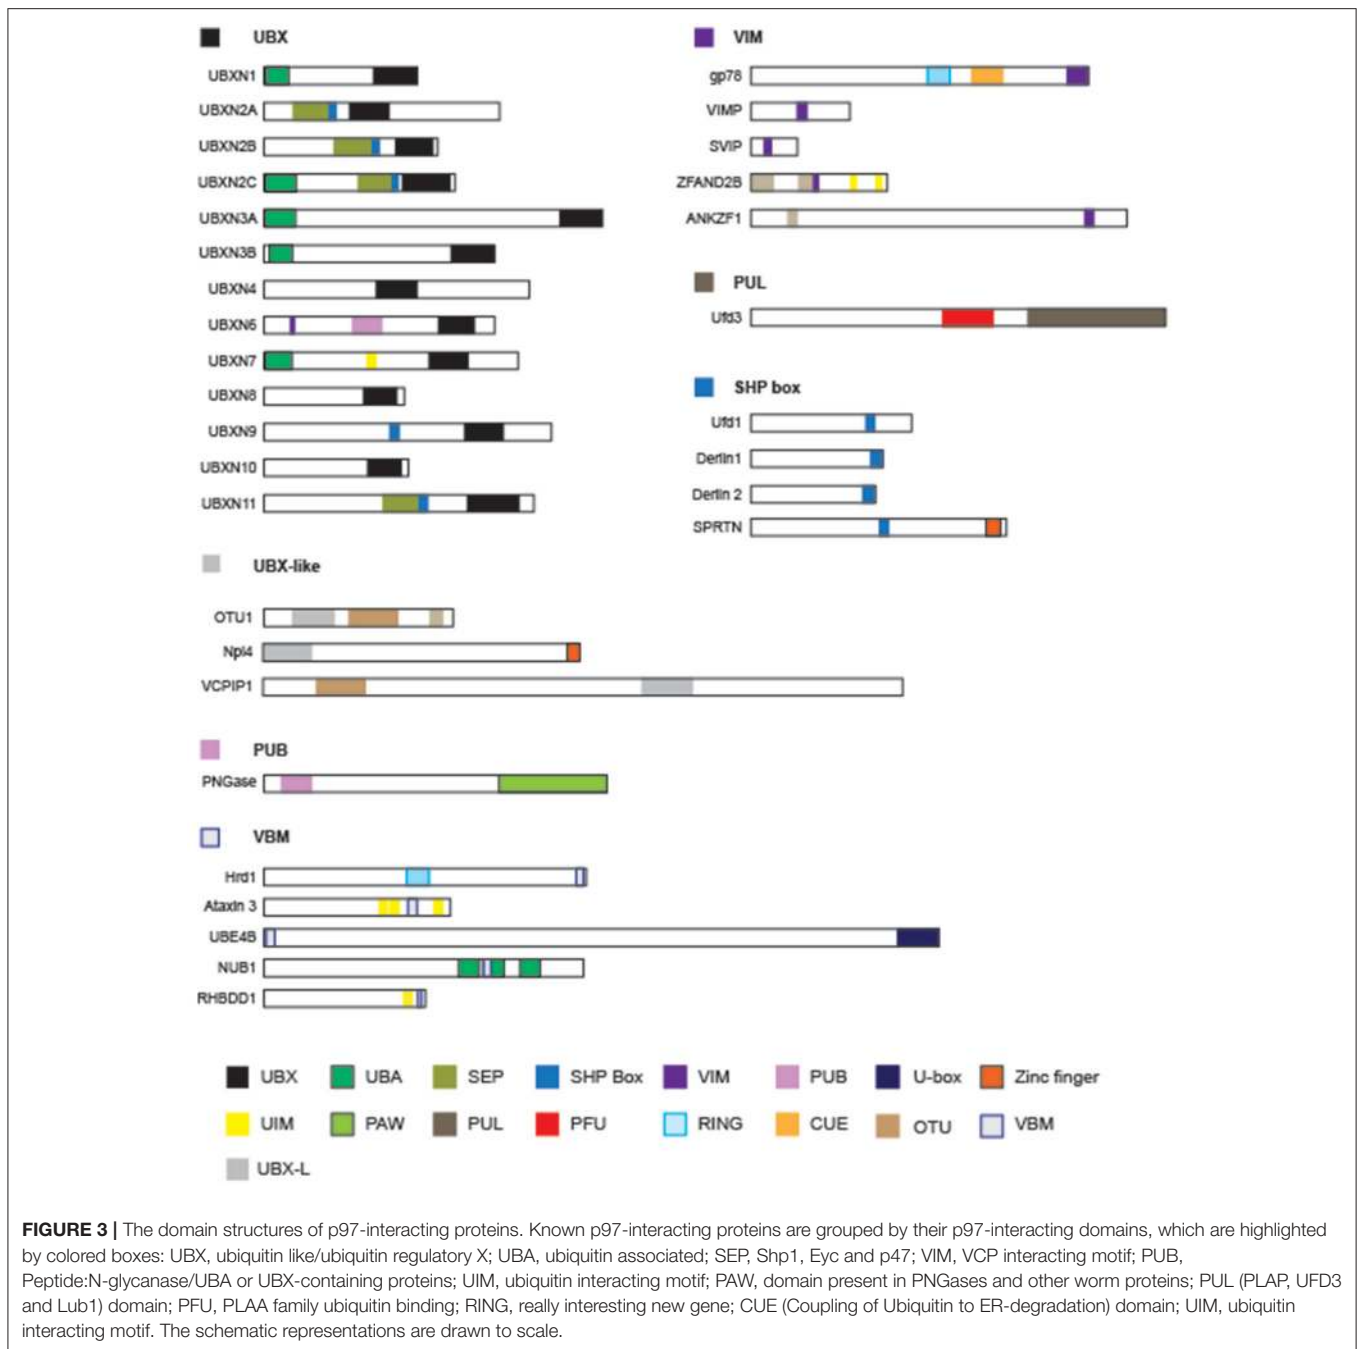 UBX
UBXN1
UBXN2A
UBXN2B
UBXN2C
UBXN3A
UBXN3B
UBXN4
UBXN6
UBXN7
UBXN8
UBXN9
UBXN10
UBXN11
UBX-like
OTU1
Npl4
VCPIP1
PUB
PNGase
VBM
Hrd1
Ataxin 3
UBE4B
NUB1
RHBDD1
VIM
gp78
VIMP
SVIP
ZFAND2B
ANKZF1
PUL
Ufd3
SHP box
Ufd1
Derlin1
Derlin 2
SPRTN
UBX UBA SEP SHP Box VIM PUB U-box Zinc finger
UIM PAW PUL PFU RING CUE OTU VBM
UBX-L
FIGURE 3 | The domain structures of p97-interacting proteins. Known p97-interacting proteins are grouped by their p97-interacting domains, which are highlighted
by colored boxes: UBX, ubiquitin like/ubiquitin regulatory X; UBA, ubiquitin associated; SEP, Shp1, Eyc and p47; VIM, VCP interacting motif; PUB,
Peptide:N-glycanase/UBA or UBX-containing proteins; UIM, ubiquitin interacting motif; PAW, domain present in PNGases and other worm proteins; PUL (PLAP, UFD3
and Lub1) domain; PFU, PLAA family ubiquitin binding; RING, really interesting new gene; CUE (Coupling of Ubiquitin to ER-degradation) domain; UIM, ubiquitin
interacting motif. The schematic representations are drawn to scale.